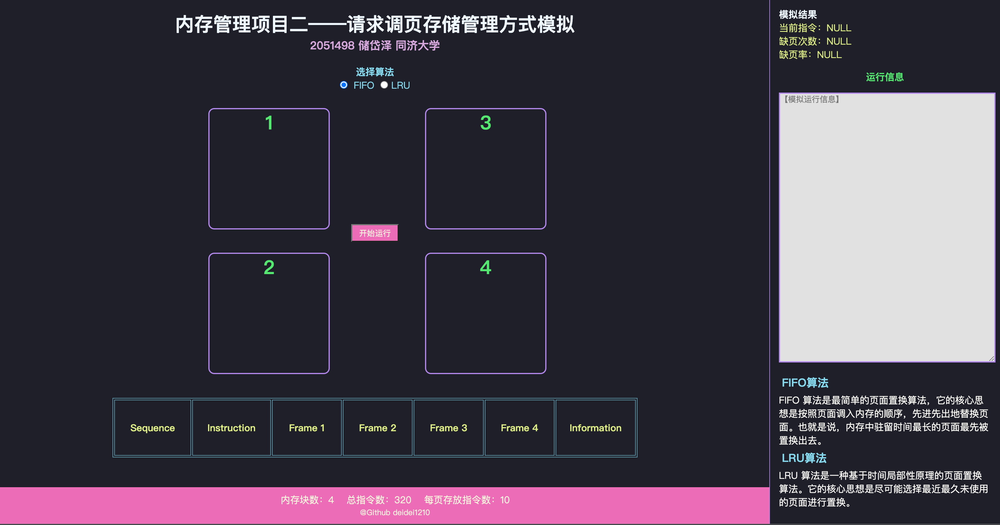 内存管理项目二——请求调页存储管理方式模拟
2051498 储岱泽 同济大学
选择算法
FIFO LRU
1
3
开始运行
2
4
Sequence Instruction Frame 1 Frame 2 Frame 3 Frame 4 Information
内存块数：4 总指令数：320 每页存放指令数：10
@Github deidei1210
模拟结果
当前指令：NULL
缺页次数：NULL
缺页率：NULL
运行信息
【模拟运行信息】
FIFO算法
FIFO 算法是最简单的页面置换算法，它的核心思
想是按照页面调入内存的顺序，先进先出地替换页
面。也就是说，内存中驻留时间最长的页面最先被
置换出去。
LRU算法
LRU 算法是一种基于时间局部性原理的页面置换
算法。它的核心思想是尽可能选择最近最久未使用
的页面进行置换。